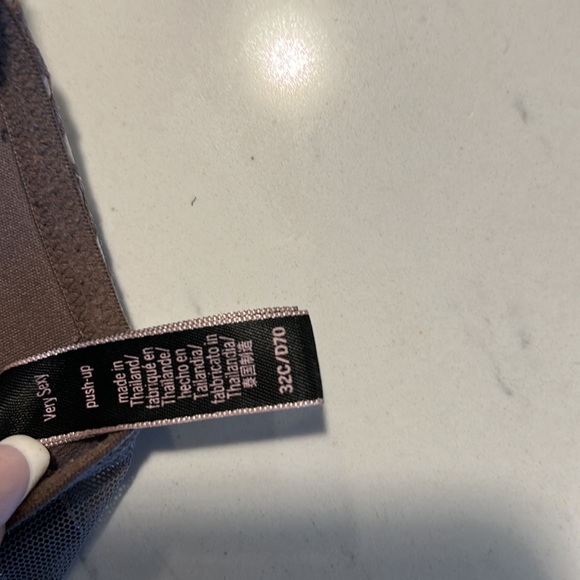 Very Sexy
push-up
made in
Thailand/
fabriqué en
Thaïlande/
hecho en
Tailandia/
fabbricato in
Thailandia/
泰国制造
32C/D70